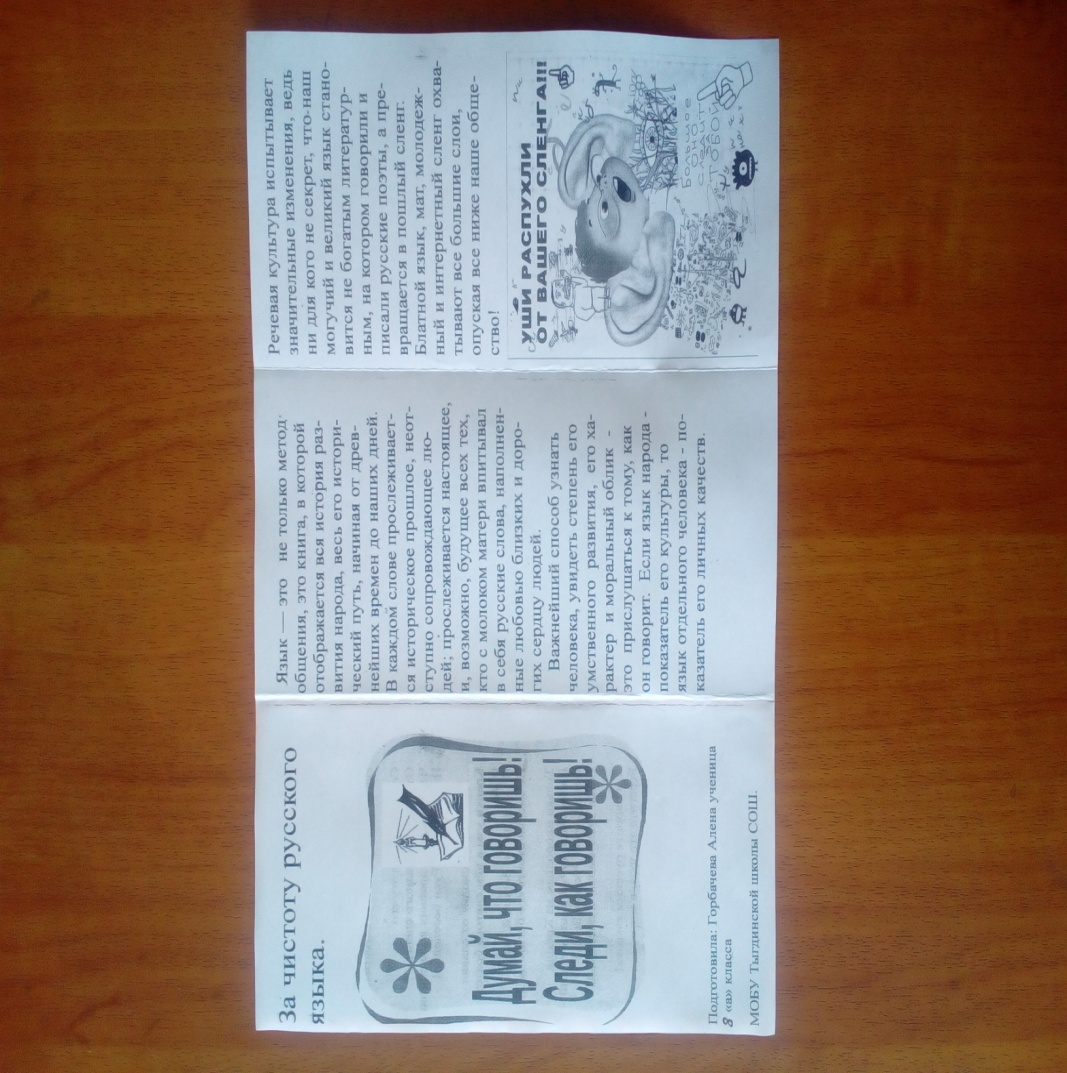 За чистоту русского
языка.
Думай, что говоришь!
Следи, как говоришь!
Подготовила: Горбачева Алена ученица
8 «а» класса
МОБУ Тыгдинской школы СОШ.
Язык — это не только метод
общения, это книга, в которой
отображается вся история раз-
вития народа, весь его истори-
ческий путь, начиная от древ-
нейших времен до наших дней.
В каждом слове прослеживает-
ся историческое прошлое, неот-
ступно сопровождающее лю-
дей; прослеживается настоящее,
и, возможно, будущее всех тех,
кто с молоком матери впитывал
в себя русские слова, наполнен-
ные любовью близких и доро-
гих сердцу людей.
Важнейший способ узнать
человека, увидеть степень его
умственного развития, его ха-
рактер и моральный облик -
это прислушаться к тому, как
он говорит. Если язык народа -
показатель его культуры, то
язык отдельного человека - по-
казатель его личных качеств.
Речевая культура испытывает
значительные изменения, ведь
ни для кого не секрет, что наш
могучий и великий язык стано-
вится не богатым литератур-
ным, на котором говорили и
писали русские поэты, а пре-
вращается в пошлый сленг.
Блатной язык, мат, молодеж-
ный и интернетный сленг охва-
тывают все большие слои,
опуская все ниже наше обще-
ство!
УШИ РАСПУХЛИ
ОТ ВАШЕГО СЛЕНГА!!!